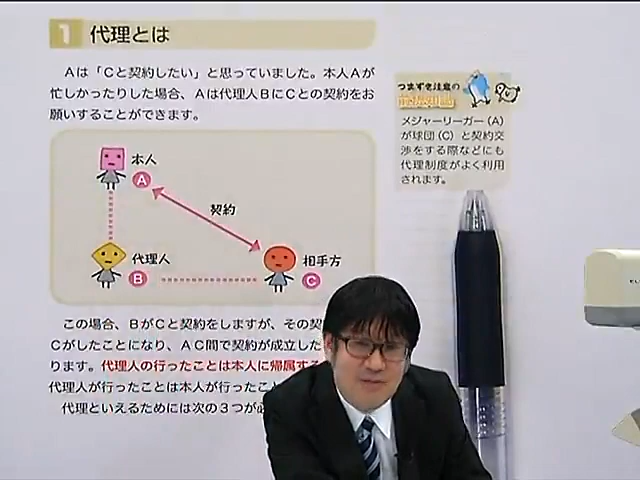 1 代理とは
Aは「Cと契約したい」と思っていました。本人Aが
忙しかったりした場合、Aは代理人BにCとの契約をお
願いすることができます。
本人
A
契約
代理人
B
相手方
C
つまずき注意の
メジャーリーガー(A)
が球団(C)と契約交
渉をする際などにも
代理制度がよく利用
されます。
この場合、BがCと契約をしますが、その契
Cがしたことになり、AC間で契約が成立した
ります。代理人の行ったことは本人に帰属する
代理人が行ったことは本人が行ったこと
代理といえるためには次の3つが必